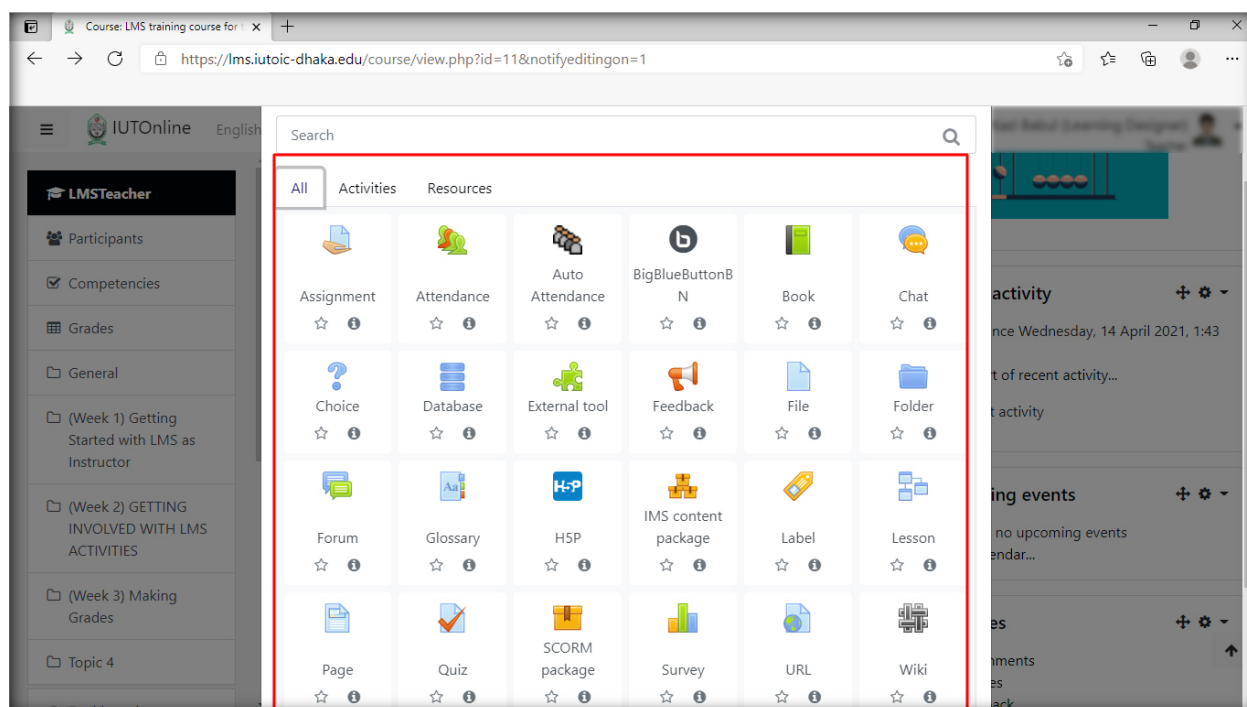 Course: LMS training course for t
https://lms.iutoic-dhaka.edu/course/view.php?id=11&notifyeditingon=1
IUTOnline English
Search
All Activities Resources
LMSTeacher
Participants
Competencies
Grades
General
(Week 1) Getting
Started with LMS as
Instructor
(Week 2) GETTING
INVOLVED WITH LMS
ACTIVITIES
(Week 3) Making
Grades
Topic 4
Assignment
Attendance
Auto
Attendance
BigBlueButtonB
N
Book
Chat
Choice
Database
External tool
Feedback
File
Folder
Forum
Glossary
H5P
H5P
IMS content
package
Label
Lesson
Page
Quiz
SCORM
package
Survey
URL
Wiki
activity
nce Wednesday, 14 April 2021, 1:43
t of recent activity...
t activity
ing events
no upcoming events
endar...
es
nments
es
ack